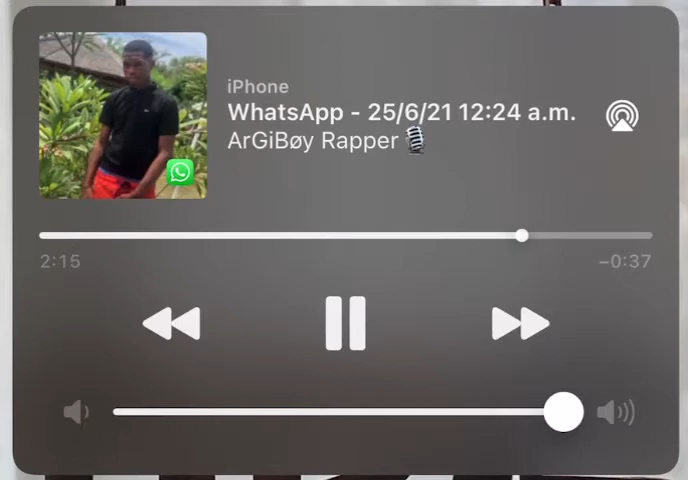 iPhone
WhatsApp - 25/6/21 12:24 a.m.
ArGiBøy Rapper 🎙️
2:15
−0:37